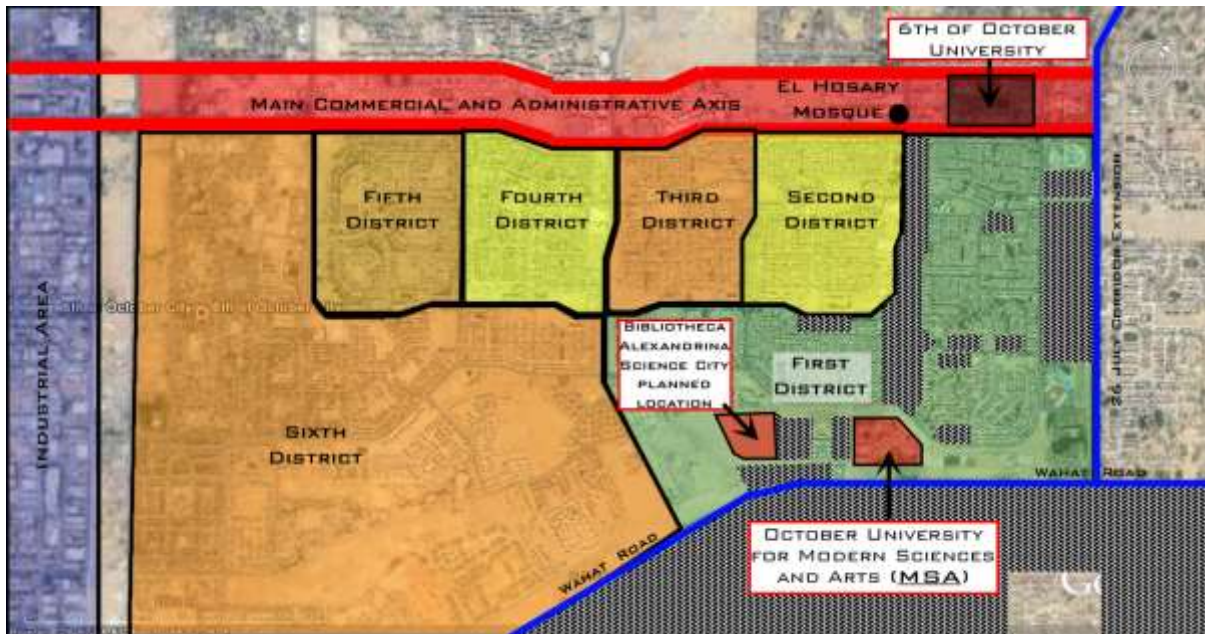 6th of October
University
El Hosary
Mosque
Main Commercial and Administrative Axis
Fifth
District
Fourth
District
Third
District
Second
District
Industrial Area
26 July Corridor Extension
Bibliotheca
Alexandrina
Science City
planned
location
First
District
Sixth
District
Wahat Road
Wahat Road
October University
for Modern Sciences
and Arts (MSA)
Go